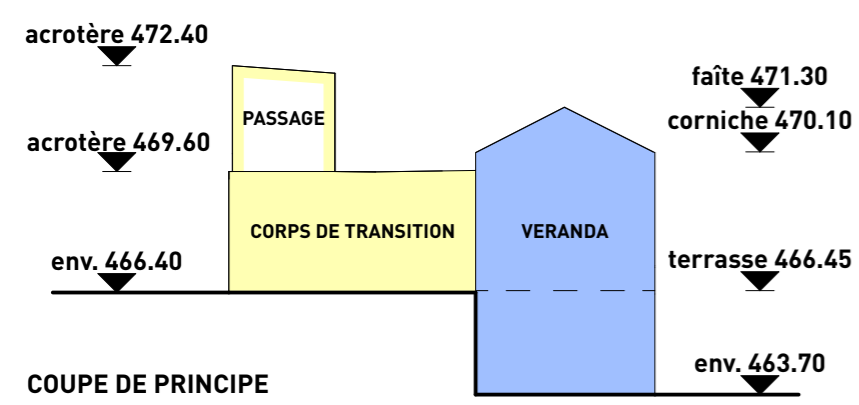 acrotère 472.40
faîte 471.30
PASSAGE
corniche 470.10
acrotère 469.60
CORPS DE TRANSITION
VERANDA
env. 466.40
terrasse 466.45
env. 463.70
COUPE DE PRINCIPE